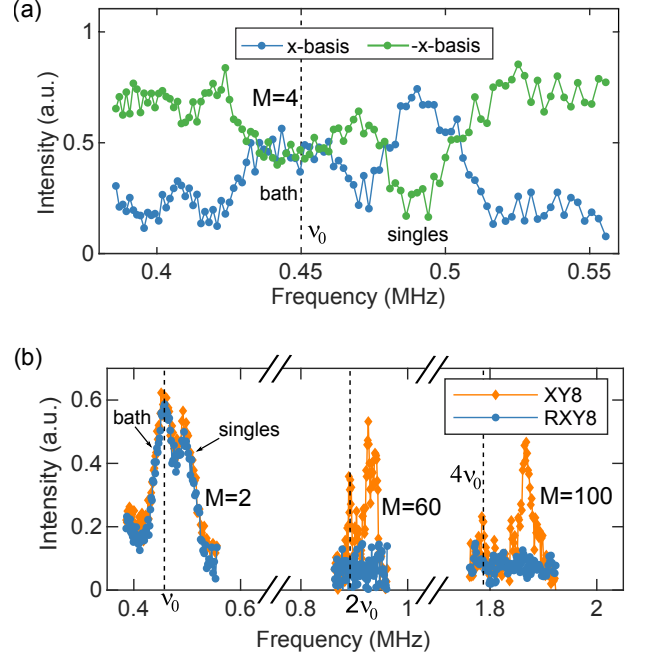 (a)
x-basis
-x-basis
1
0.5
0
Intensity (a.u.)
M=4
bath
ν0
singles
0.4
0.45
0.5
0.55
Frequency (MHz)
(b)
XY8
RXY8
0.6
0.4
0.2
0
Intensity (a.u.)
bath
singles
M=2
M=60
4ν0
M=100
0.4
ν0
0.6
0.8
2ν0
1
1.8
2
Frequency (MHz)